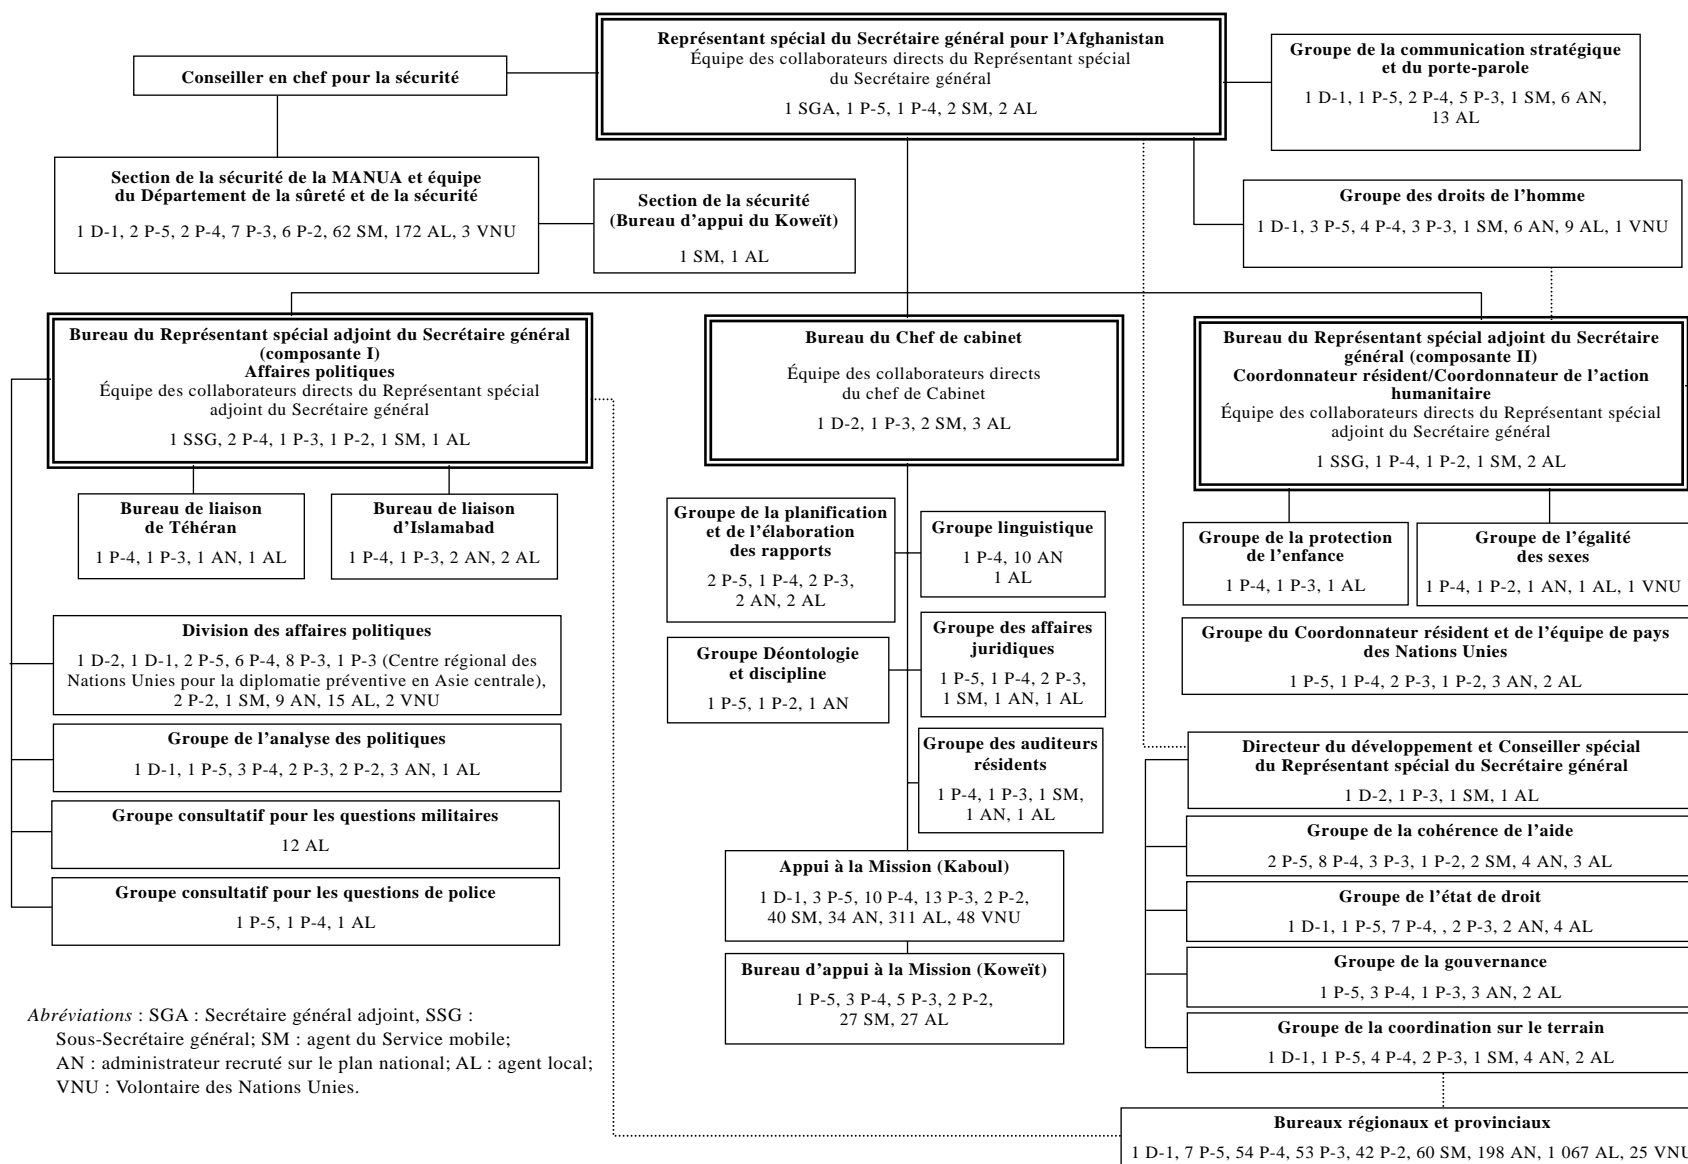 Représentant spécial du Secrétaire général pour l'Afghanistan
Équipe des collaborateurs directs du Représentant spécial
du Secrétaire général
1 SGA, 1 P-5, 1 P-4, 2 SM, 2 AL
Conseiller en chef pour la sécurité
Groupe de la communication stratégique
et du porte-parole
1 D-1, 1 P-5, 2 P-4, 5 P-3, 1 SM, 6 AN,
13 AL
Section de la sécurité de la MANUA et équipe
du Département de la sûreté et de la sécurité
1 D-1, 2 P-5, 2 P-4, 7 P-3, 6 P-2, 62 SM, 172 AL, 3 VNU
Section de la sécurité
(Bureau d'appui du Koweït)
1 SM, 1 AL
Groupe des droits de l'homme
1 D-1, 3 P-5, 4 P-4, 3 P-3, 1 SM, 6 AN, 9 AL, 1 VNU
Bureau du Représentant spécial adjoint du Secrétaire général
(composante I)
Affaires politiques
Équipe des collaborateurs directs du Représentant spécial
adjoint du Secrétaire général
1 SSG, 2 P-4, 1 P-3, 1 P-2, 1 SM, 1 AL
Bureau du Chef de cabinet
Équipe des collaborateurs directs
du chef de Cabinet
1 D-2, 1 P-3, 2 SM, 3 AL
Bureau du Représentant spécial adjoint du Secrétaire
général (composante II)
Coordonnateur résident/Coordonnateur de l'action
humanitaire
Équipe des collaborateurs directs du Représentant spécial
adjoint du Secrétaire général
1 SSG, 1 P-4, 1 P-2, 1 SM, 2 AL
Bureau de liaison
de Téhéran
1 P-4, 1 P-3, 1 AN, 1 AL
Bureau de liaison
d'Islamabad
1 P-4, 1 P-3, 2 AN, 2 AL
Groupe de la planification
et de l'élaboration
des rapports
2 P-5, 1 P-4, 2 P-3,
2 AN, 2 AL
Groupe linguistique
1 P-4, 10 AN
1 AL
Groupe de la protection
de l'enfance
1 P-4, 1 P-3, 1 AL
Groupe de l'égalité
des sexes
1 P-4, 1 P-2, 1 AN, 1 AL, 1 VNU
Division des affaires politiques
1 D-2, 1 D-1, 2 P-5, 6 P-4, 8 P-3, 1 P-3 (Centre régional des
Nations Unies pour la diplomatie préventive en Asie centrale),
2 P-2, 1 SM, 9 AN, 15 AL, 2 VNU
Groupe Déontologie
et discipline
1 P-5, 1 P-2, 1 AN
Groupe des affaires
juridiques
1 P-5, 1 P-4, 2 P-3,
1 SM, 1 AN, 1 AL
Groupe du Coordonnateur résident et de l'équipe de pays
des Nations Unies
1 P-5, 1 P-4, 2 P-3, 1 P-2, 3 AN, 2 AL
Groupe de l'analyse des politiques
1 D-1, 1 P-5, 3 P-4, 2 P-3, 2 P-2, 3 AN, 1 AL
Groupe des auditeurs
résidents
1 P-4, 1 P-3, 1 SM,
1 AN, 1 AL
Directeur du développement et Conseiller spécial
du Représentant spécial du Secrétaire général
1 D-2, 1 P-3, 1 SM, 1 AL
Groupe consultatif pour les questions militaires
12 AL
Groupe de la cohérence de l'aide
2 P-5, 8 P-4, 3 P-3, 1 P-2, 2 SM, 4 AN, 3 AL
Groupe consultatif pour les questions de police
1 P-5, 1 P-4, 1 AL
Appui à la Mission (Kaboul)
1 D-1, 3 P-5, 10 P-4, 13 P-3, 2 P-2,
40 SM, 34 AN, 311 AL, 48 VNU
Groupe de l'état de droit
1 D-1, 1 P-5, 7 P-4, , 2 P-3, 2 AN, 4 AL
Bureau d'appui à la Mission (Koweït)
1 P-5, 3 P-4, 5 P-3, 2 P-2,
27 SM, 27 AL
Groupe de la gouvernance
1 P-5, 3 P-4, 1 P-3, 3 AN, 2 AL
Groupe de la coordination sur le terrain
1 D-1, 1 P-5, 4 P-4, 2 P-3, 1 SM, 4 AN, 2 AL
Abréviations : SGA : Secrétaire général adjoint, SSG :
Sous-Secrétaire général; SM : agent du Service mobile;
AN : administrateur recruté sur le plan national; AL : agent local;
VNU : Volontaire des Nations Unies.
Bureaux régionaux et provinciaux
1 D-1, 7 P-5, 54 P-4, 53 P-3, 42 P-2, 60 SM, 198 AN, 1 067 AL, 25 VNU